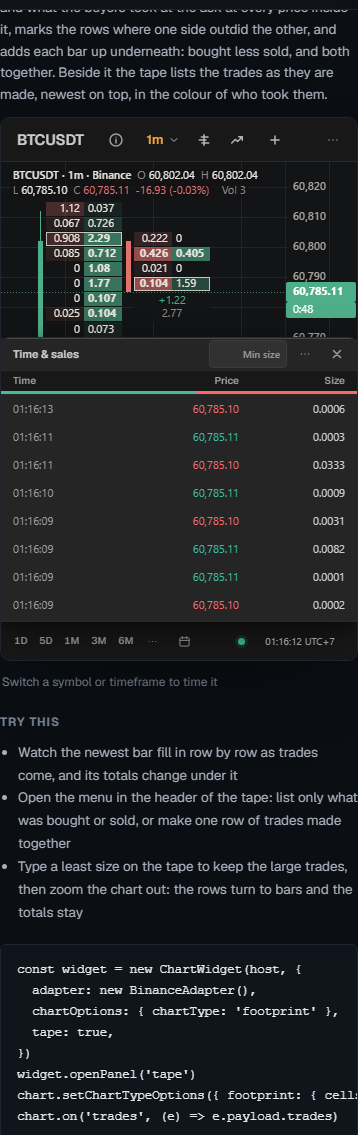 and what the buyers took at the ask at every price inside
it, marks the rows where one side outdid the other, and
adds each bar up underneath: bought less sold, and both
together. Beside it the tape lists the trades as they are
made, newest on top, in the colour of who took them.
BTCUSDT 1m
BTCUSDT · 1m · Binance O 60,802.04 H 60,802.04
L 60,785.10 C 60,785.11 -16.93 (-0.03%) Vol 3
60,820
1.12 0.037
0.067 0.726
60,810
0.908 2.29 0.222 0
60,800
0.085 0.712 0.426 0.405
0 1.08 0.021 0
60,790
0 1.77 0.104 1.59
60,785.11
0 0.107 +1.22
0:48
0.025 0.104 2.77
0 0.073
60,770
Time & sales Min size
Time Price Size
01:16:13 60,785.10 0.0006
01:16:11 60,785.11 0.0003
01:16:11 60,785.10 0.0333
01:16:10 60,785.11 0.0009
01:16:09 60,785.10 0.0031
01:16:09 60,785.11 0.0082
01:16:09 60,785.11 0.0001
01:16:09 60,785.10 0.0002
1D 5D 1M 3M 6M ··· 01:16:12 UTC+7
Switch a symbol or timeframe to time it
TRY THIS
• Watch the newest bar fill in row by row as trades
come, and its totals change under it
• Open the menu in the header of the tape: list only what
was bought or sold, or make one row of trades made
together
• Type a least size on the tape to keep the large trades,
then zoom the chart out: the rows turn to bars and the
totals stay
const widget = new ChartWidget(host, {
  adapter: new BinanceAdapter(),
  chartOptions: { chartType: 'footprint' },
  tape: true,
})
widget.openPanel('tape')
chart.setChartTypeOptions({ footprint: { cells
chart.on('trades', (e) => e.payload.trades)